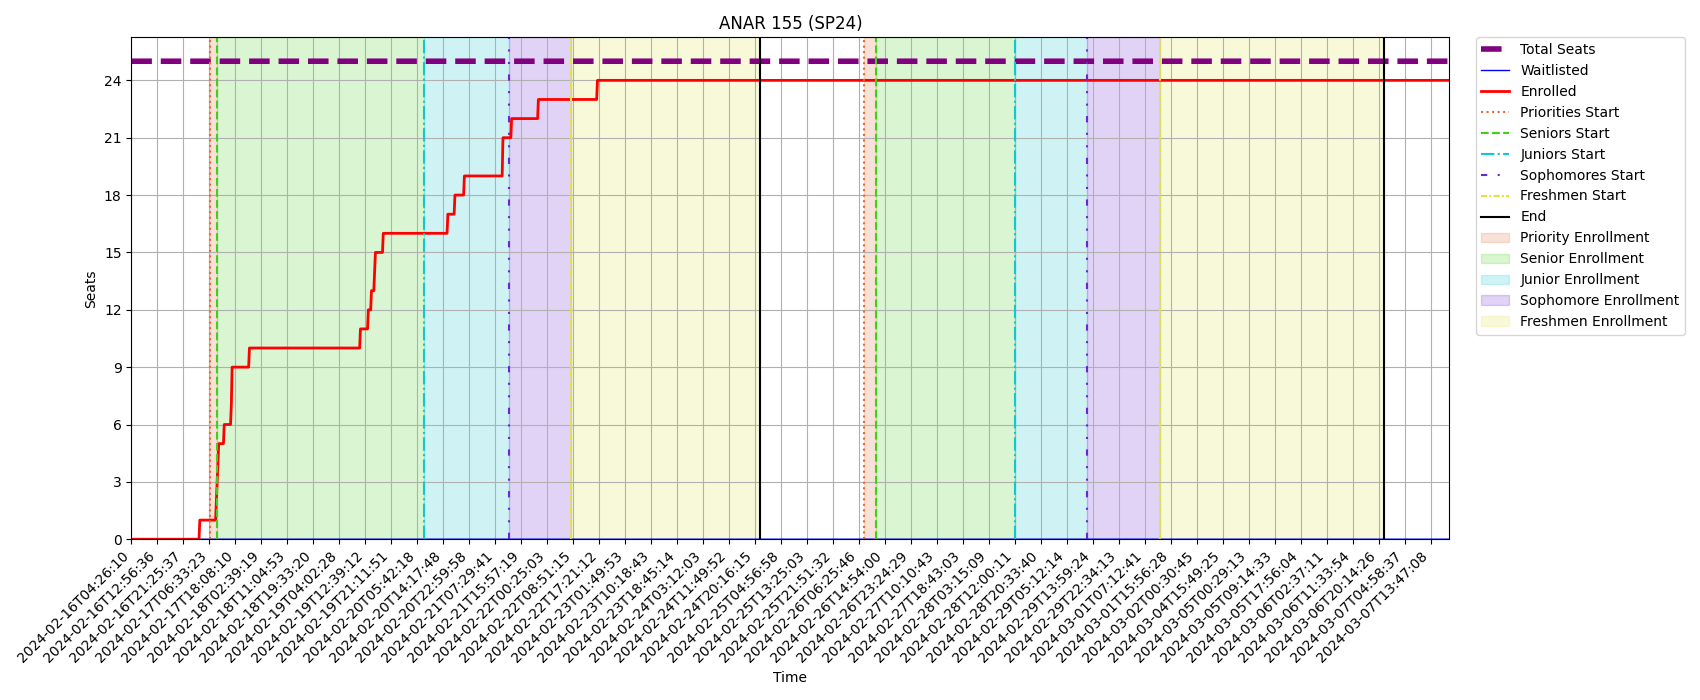 ANAR 155 (SP24)
Seats
24
21
18
15
12
9
6
3
0
2024-02-16T04:26:10
2024-02-16T12:56:36
2024-02-16T21:25:37
2024-02-17T06:33:23
2024-02-17T18:08:10
2024-02-18T02:39:19
2024-02-18T11:04:53
2024-02-18T19:33:20
2024-02-19T04:02:28
2024-02-19T12:39:12
2024-02-19T21:11:51
2024-02-20T05:42:18
2024-02-20T14:17:48
2024-02-20T22:59:58
2024-02-21T07:29:41
2024-02-21T15:57:19
2024-02-22T00:25:03
2024-02-22T08:51:15
2024-02-22T17:21:12
2024-02-23T01:49:53
2024-02-23T10:18:43
2024-02-23T18:45:14
2024-02-24T03:12:03
2024-02-24T11:49:52
2024-02-24T20:16:15
2024-02-25T04:56:58
2024-02-25T13:25:03
2024-02-25T21:51:32
2024-02-26T06:25:46
2024-02-26T14:54:00
2024-02-26T23:24:29
2024-02-27T10:10:43
2024-02-27T18:43:03
2024-02-28T03:15:09
2024-02-28T12:00:11
2024-02-28T20:33:40
2024-02-29T05:12:14
2024-02-29T13:59:24
2024-02-29T22:34:13
2024-03-01T07:12:41
2024-03-01T15:56:28
2024-03-02T00:30:45
2024-03-04T15:49:25
2024-03-05T00:29:13
2024-03-05T09:14:33
2024-03-05T17:56:04
2024-03-06T02:37:11
2024-03-06T11:33:54
2024-03-06T20:14:26
2024-03-07T04:58:37
2024-03-07T13:47:08
Time
Total Seats
Waitlisted
Enrolled
Priorities Start
Seniors Start
Juniors Start
Sophomores Start
Freshmen Start
End
Priority Enrollment
Senior Enrollment
Junior Enrollment
Sophomore Enrollment
Freshmen Enrollment